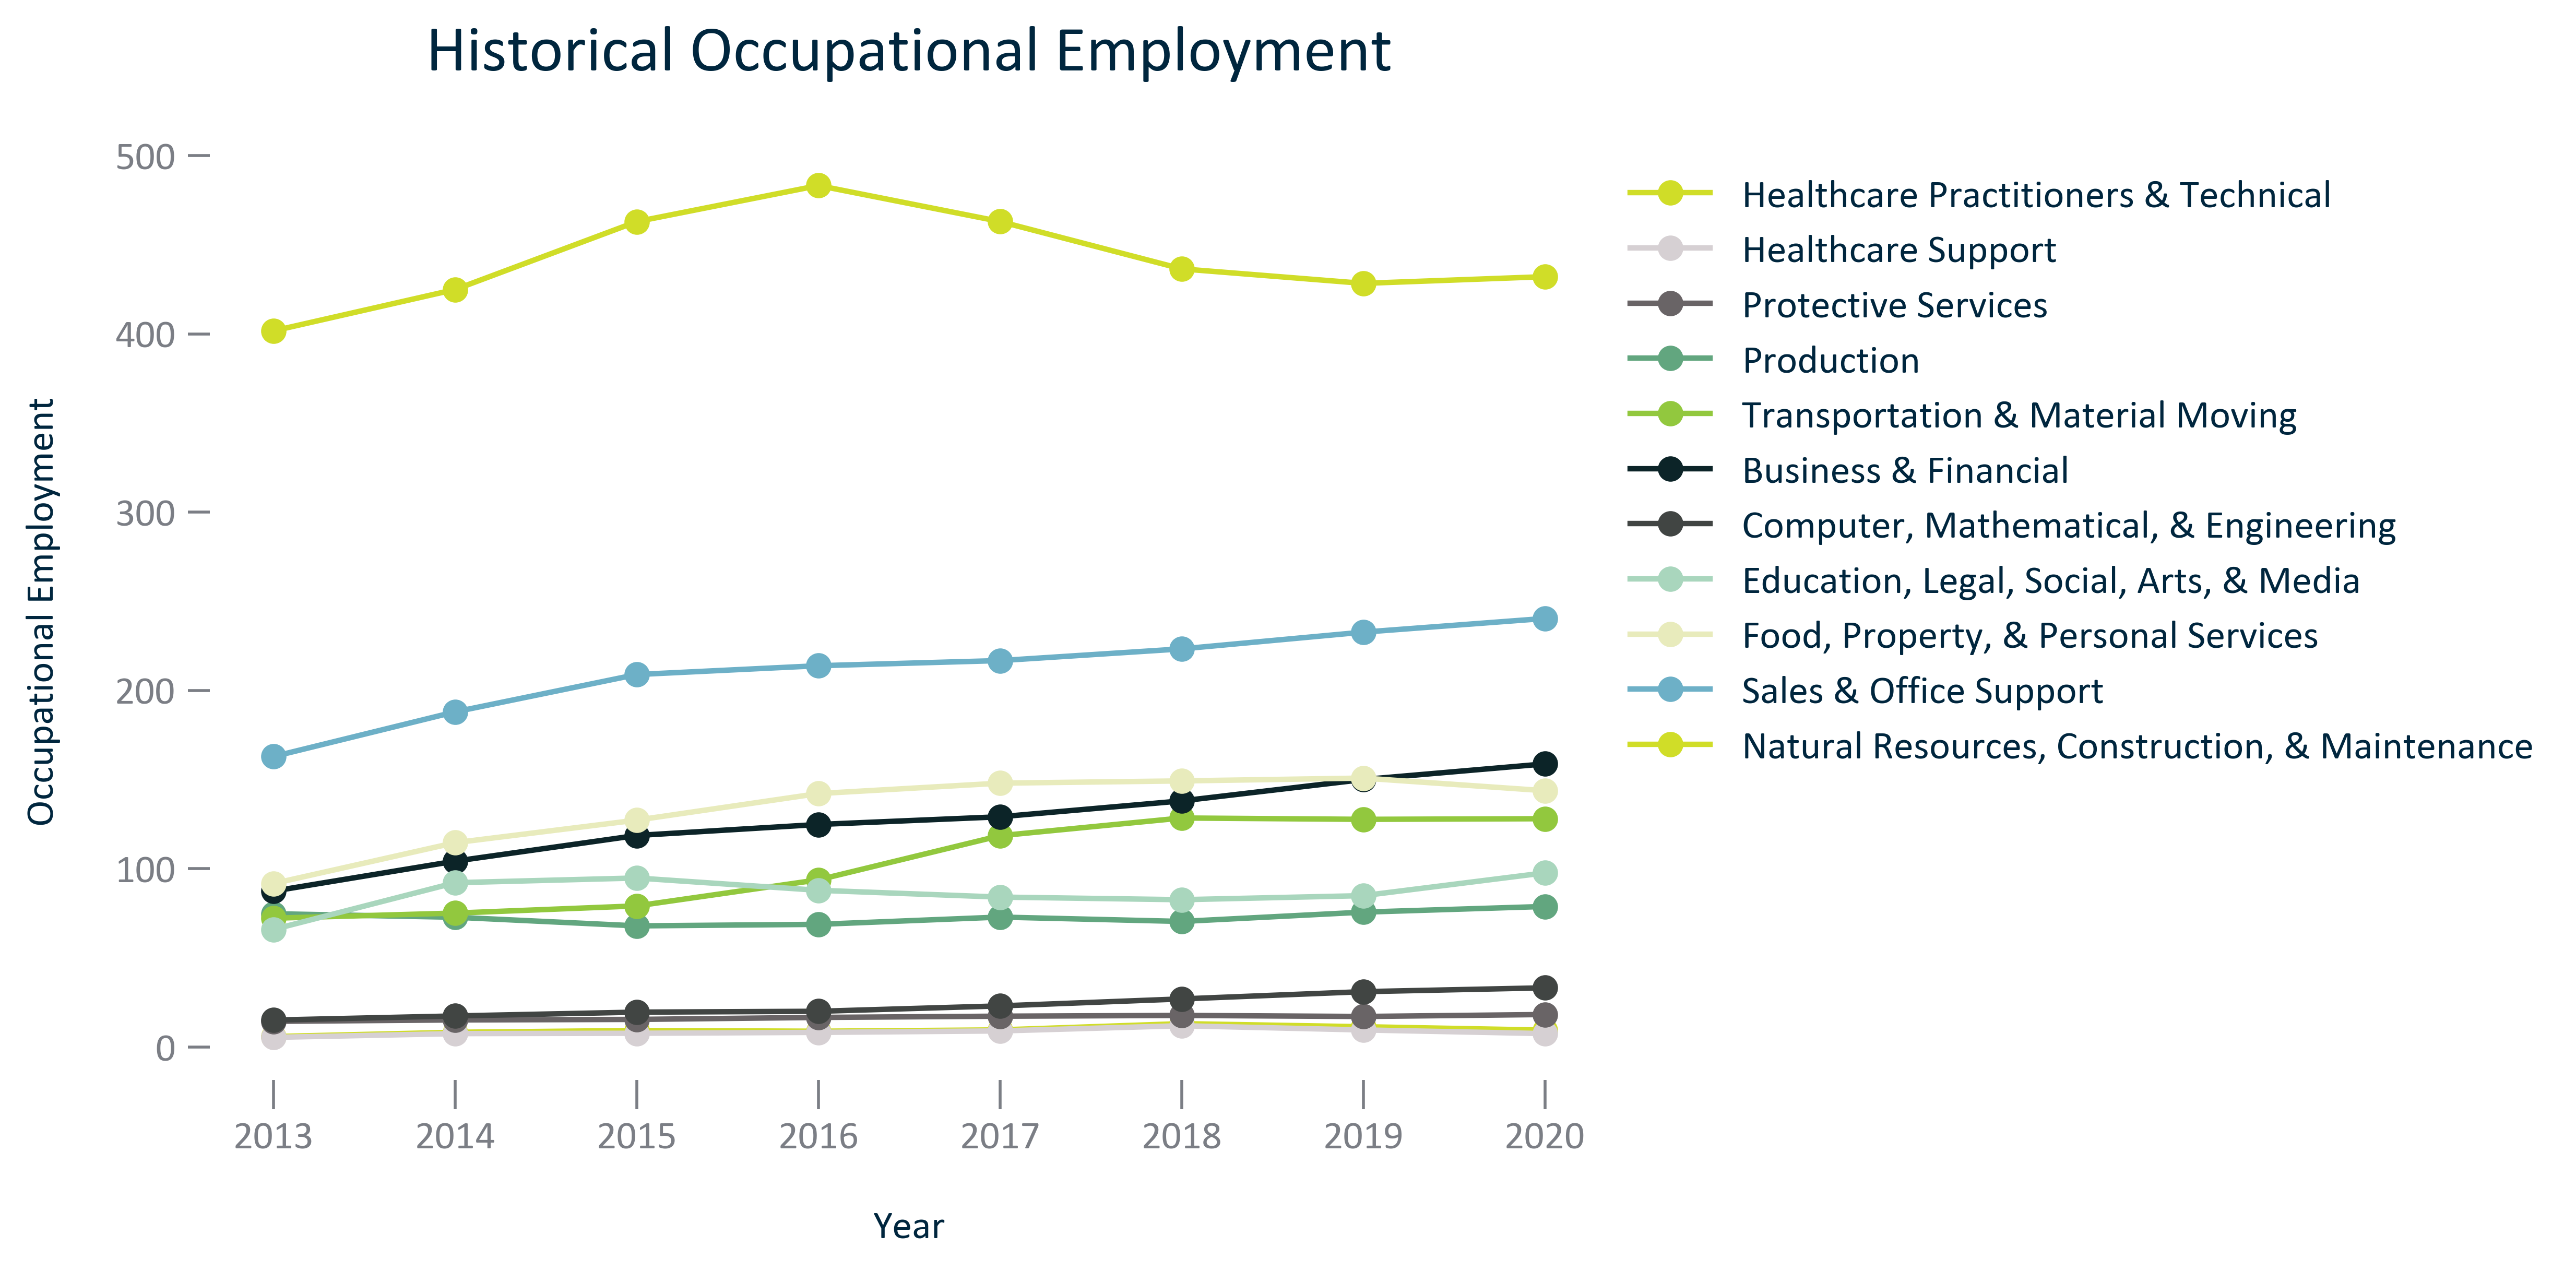 Historical Occupational Employment
Occupational Employment
500
400
300
200
100
0
2013 2014 2015 2016 2017 2018 2019 2020
Year
Healthcare Practitioners & Technical
Healthcare Support
Protective Services
Production
Transportation & Material Moving
Business & Financial
Computer, Mathematical, & Engineering
Education, Legal, Social, Arts, & Media
Food, Property, & Personal Services
Sales & Office Support
Natural Resources, Construction, & Maintenance